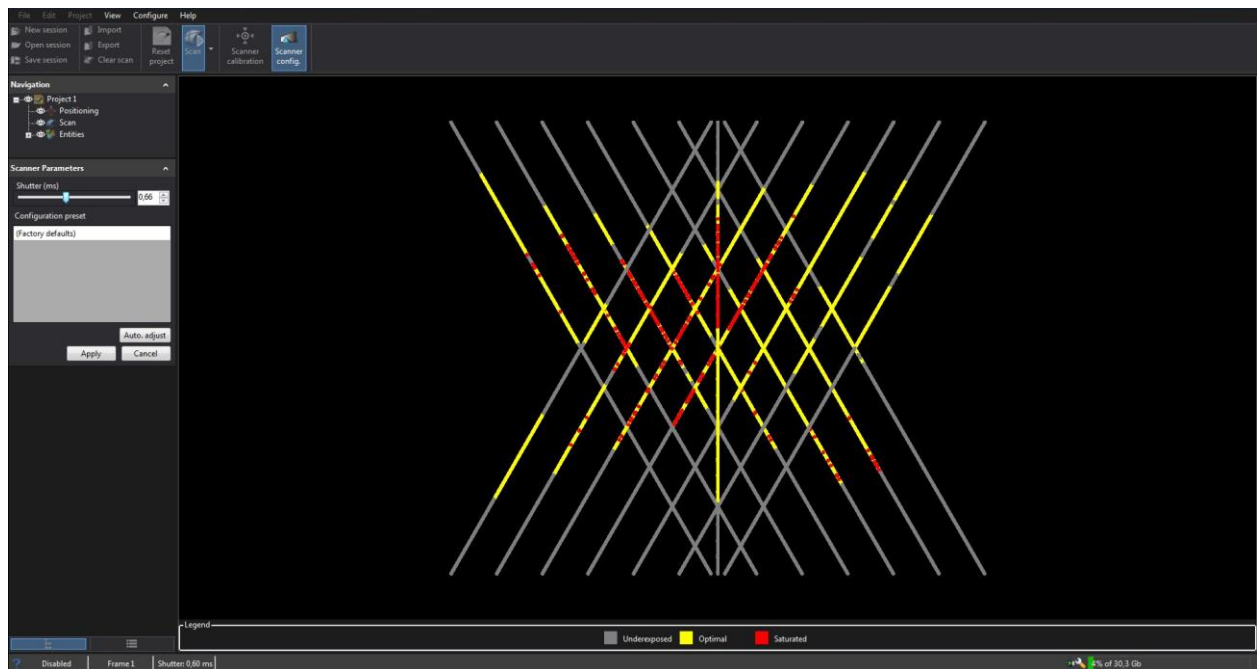 File Edit Project View Configure Help
New session Import
Open session Export
Save session Clear scan
Reset project
Scan
Scanner calibration
Scanner config.
Navigation
Project 1
Positioning
Scan
Entities
Scanner Parameters
Shutter (ms)
0,66
Configuration preset
(Factory defaults)
Auto. adjust
Apply Cancel
Legend
Underexposed Optimal Saturated
? Disabled Frame 1 Shutter: 0,60 ms 4% of 30,3 Gb